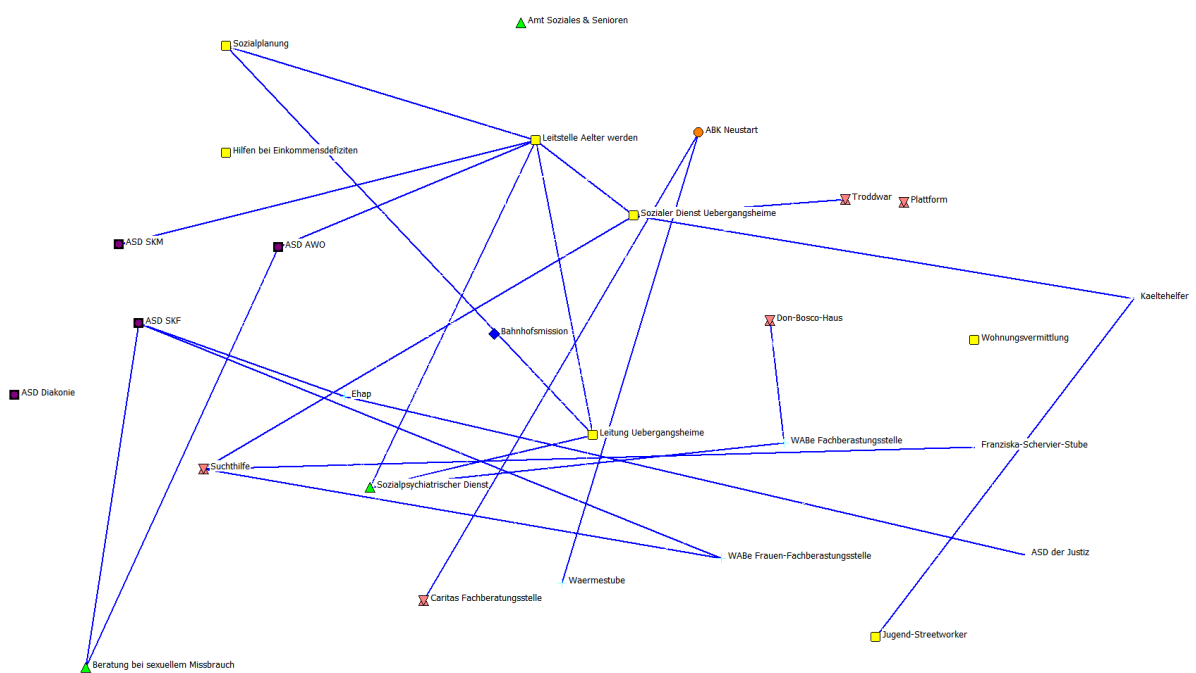 Amt Soziales & Senioren
Sozialplanung
ABK Neustart
Leitstelle Aelter werden
Hilfen bei Einkommensdefiziten
Troddwar
Plattform
Sozialer Dienst Uebergangsheime
ASD SKM
ASD AWO
Kaeltehelfer
Don-Bosco-Haus
ASD SKF
Bahnhofsmission
Wohnungsvermittlung
ASD Diakonie
Ehap
Leitung Uebergangsheime
WABe Fachberastungsstelle
Franziska-Schervier-Stube
Suchthilfe
Sozialpsychiatrischer Dienst
ASD der Justiz
WABe Frauen-Fachberastungsstelle
Waermestube
Caritas Fachberatungsstelle
Jugend-Streetworker
Beratung bei sexuellem Missbrauch